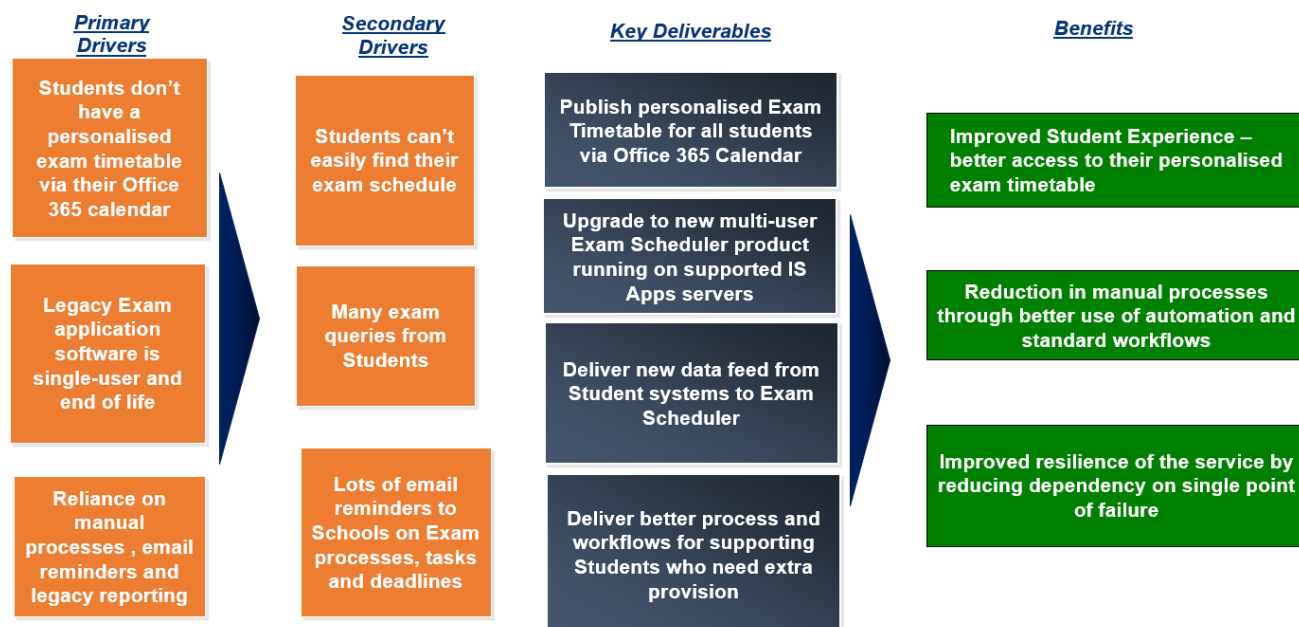 Primary
Drivers
Students don't
have a
personalised
exam timetable
via their Office
365 calendar
Legacy Exam
application
software is
single-user and
end of life
Reliance on
manual
processes , email
reminders and
legacy reporting
Secondary
Drivers
Students can't
easily find their
exam schedule
Many exam
queries from
Students
Lots of email
reminders to
Schools on Exam
processes, tasks
and deadlines
Key Deliverables
Publish personalised Exam
Timetable for all students
via Office 365 Calendar
Upgrade to new multi-user
Exam Scheduler product
running on supported IS
Apps servers
Deliver new data feed from
Student systems to Exam
Scheduler
Deliver better process and
workflows for supporting
Students who need extra
provision
Benefits
Improved Student Experience –
better access to their personalised
exam timetable
Reduction in manual processes
through better use of automation and
standard workflows
Improved resilience of the service by
reducing dependency on single point
of failure